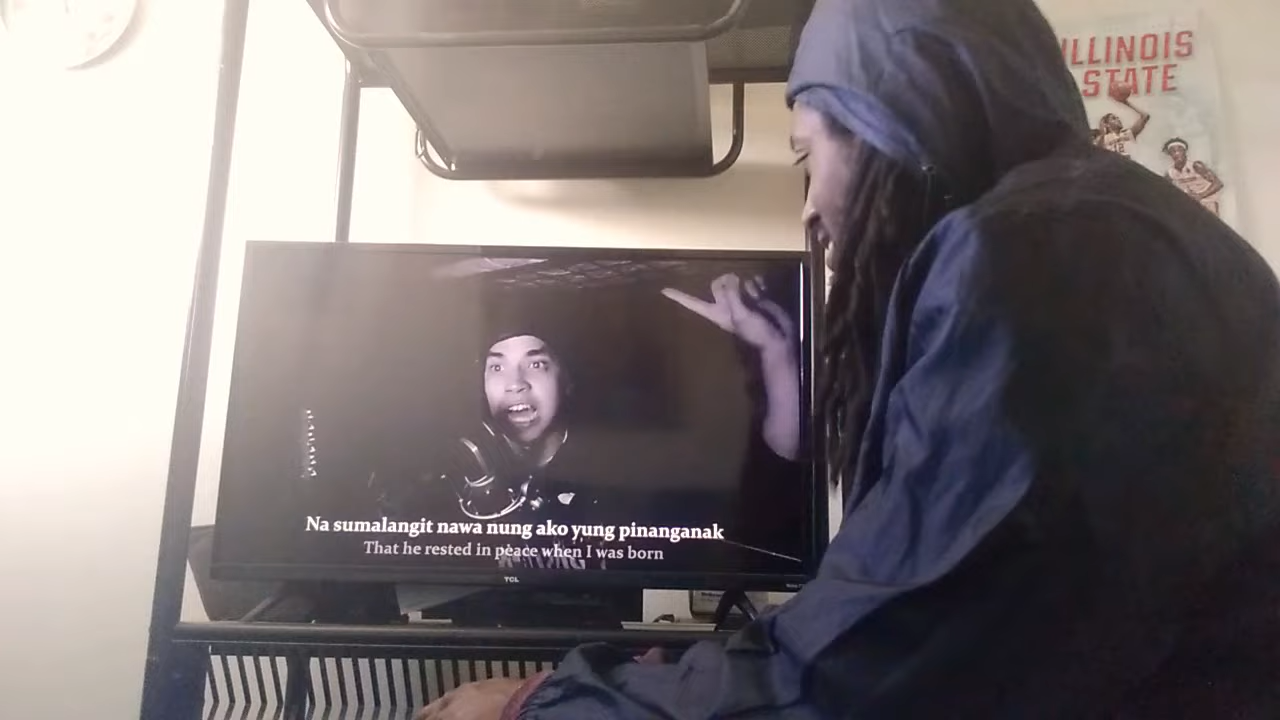 ILLINOIS
STATE
Na sumalangit nawa nung ako yung pinanganak
That he rested in peace when I was born
TCL